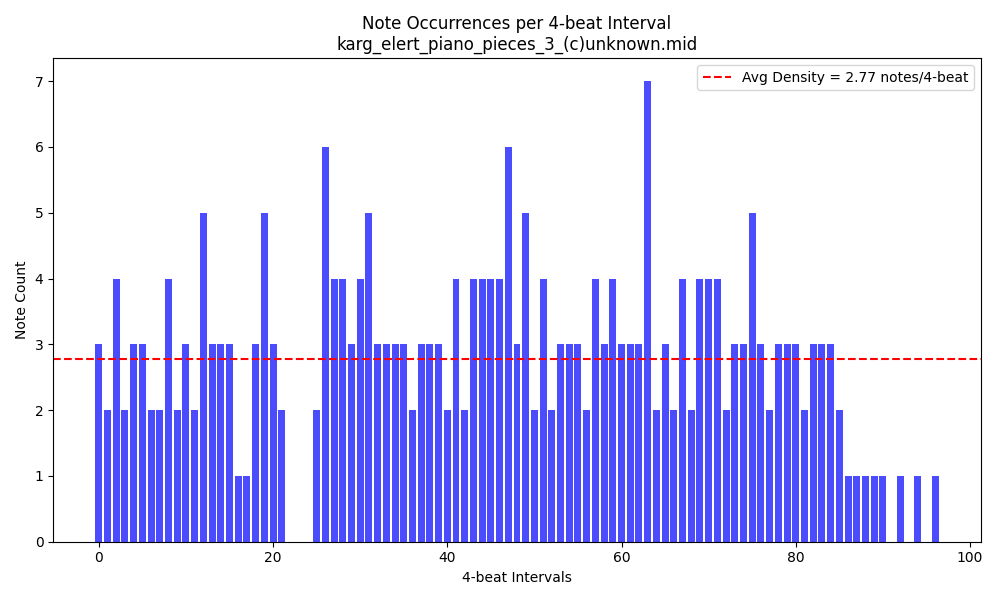 Note Occurrences per 4-beat Interval
karg_elert_piano_pieces_3_(c)unknown.mid
Avg Density = 2.77 notes/4-beat
Note Count
7
6
5
4
3
2
1
0
0 20 40 60 80 100
4-beat Intervals